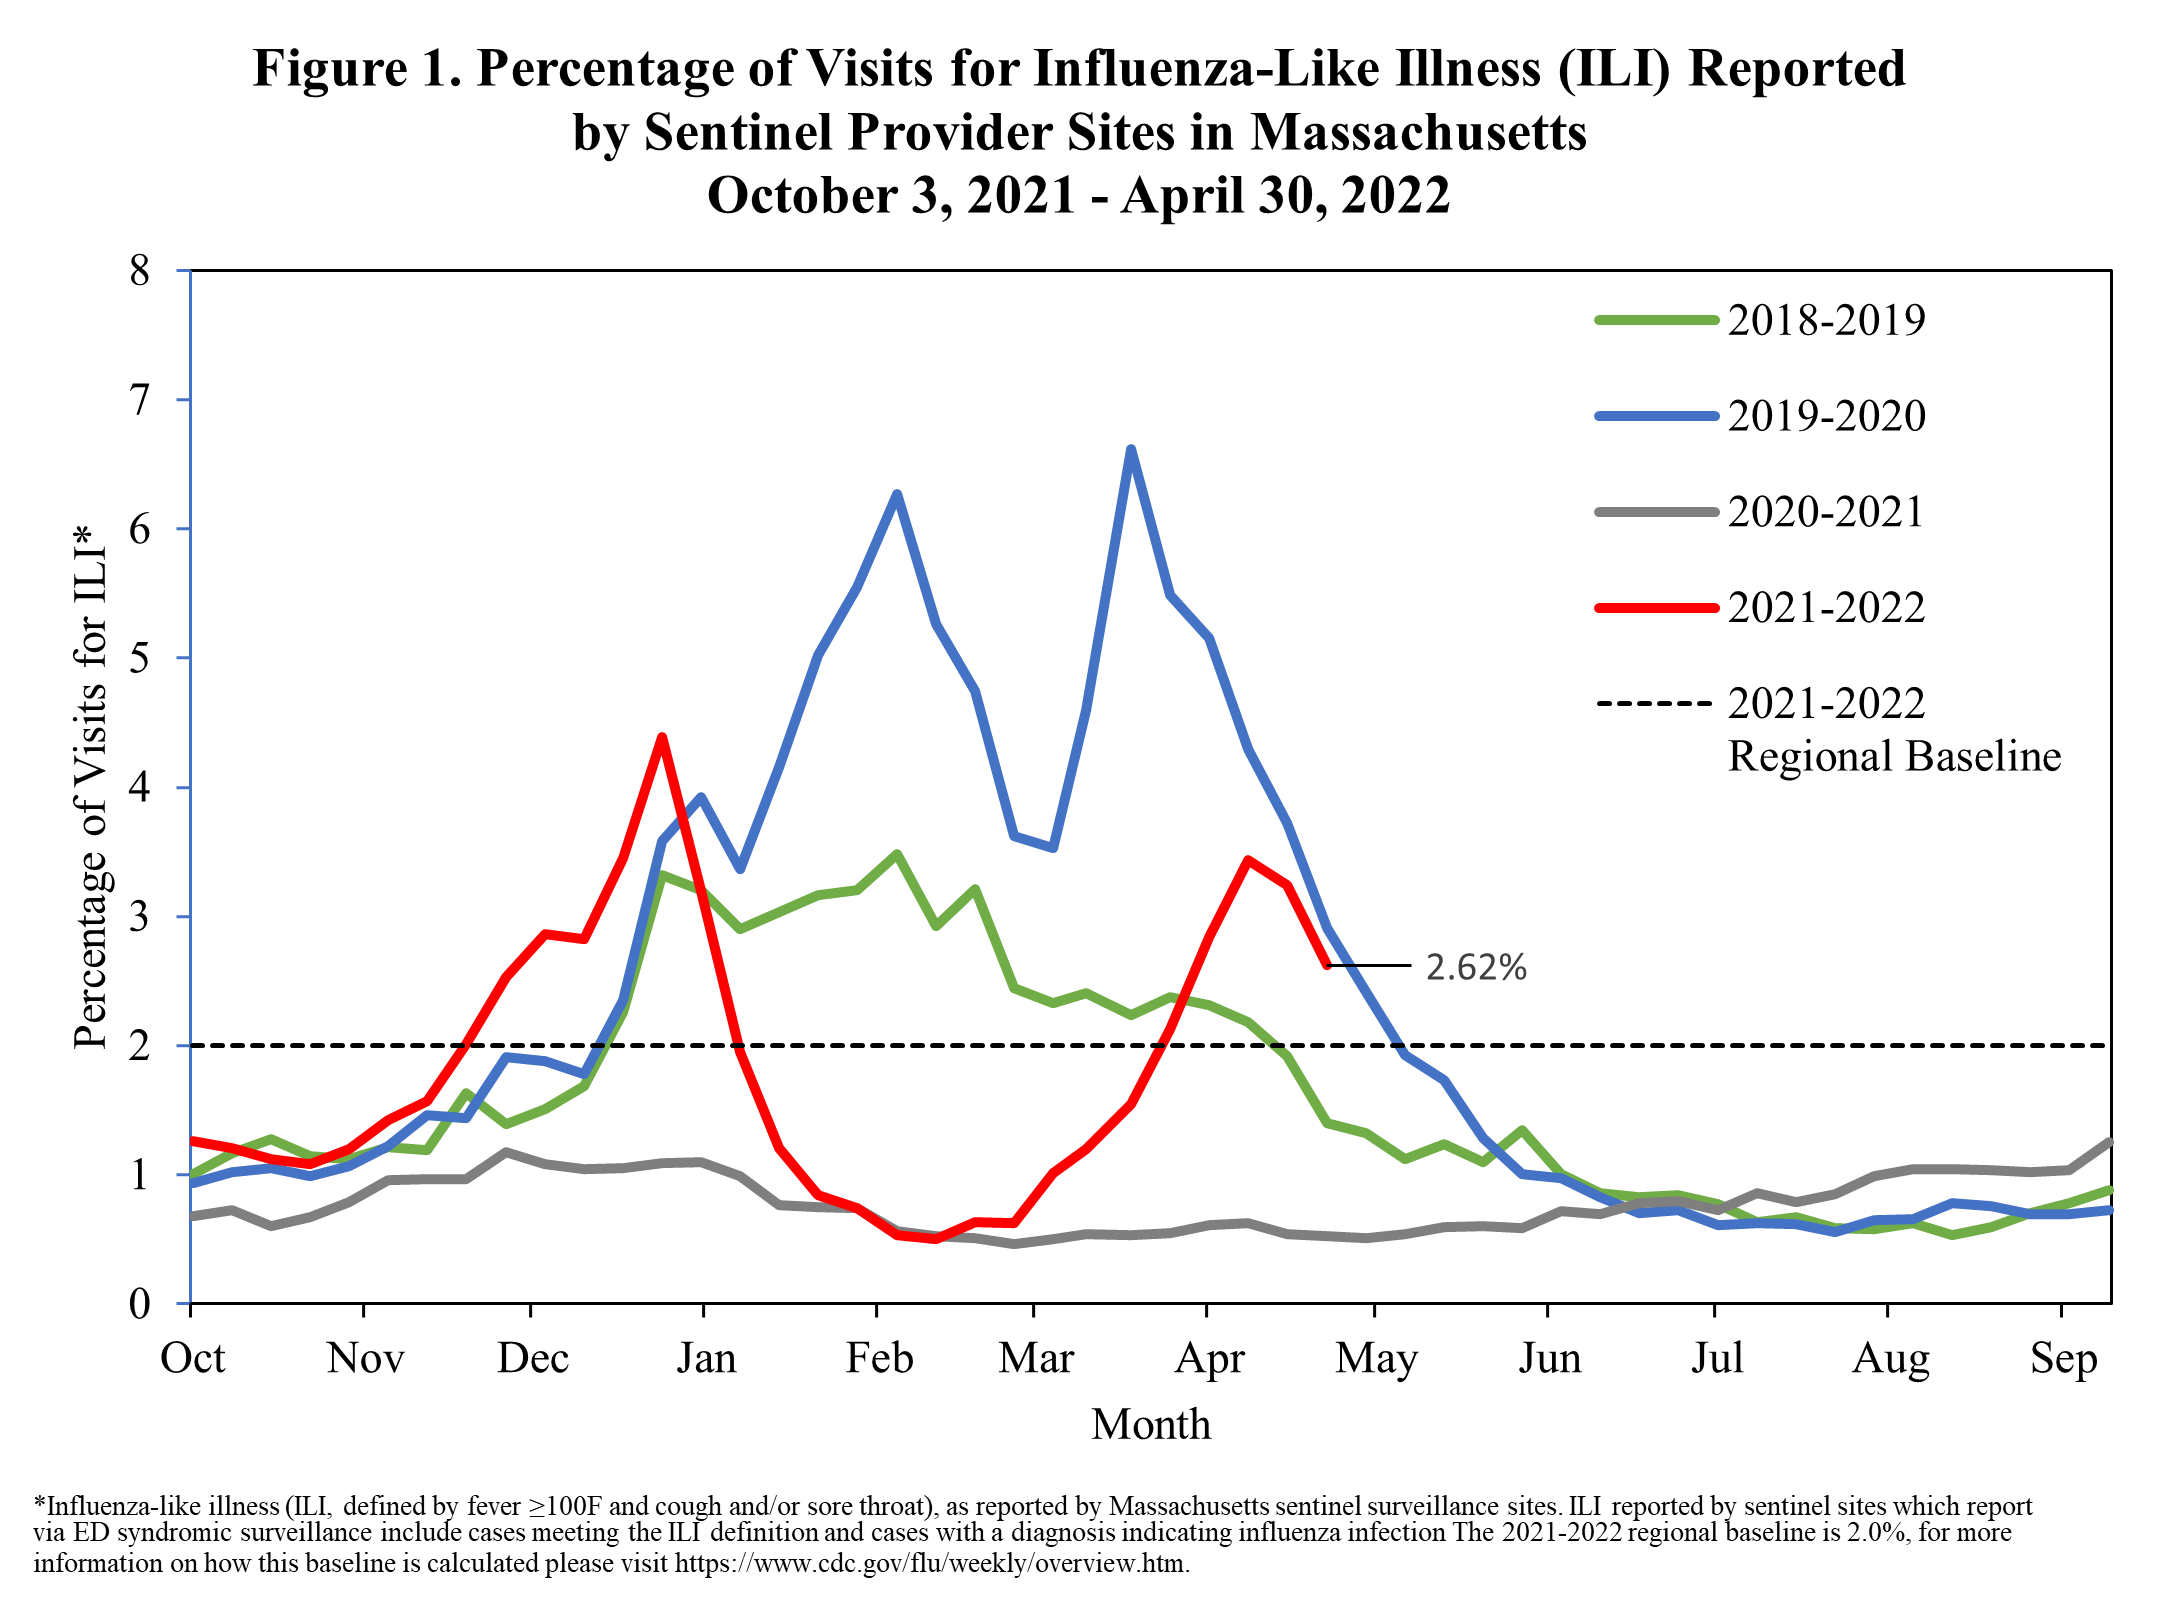 Figure 1. Percentage of Visits for Influenza-Like Illness (ILI) Reported
by Sentinel Provider Sites in Massachusetts
October 3, 2021 - April 30, 2022
Percentage of Visits for ILI*
8
7
6
5
4
3
2
1
0
2018-2019
2019-2020
2020-2021
2021-2022
2021-2022
Regional Baseline
2.62%
Oct Nov Dec Jan Feb Mar Apr May Jun Jul Aug Sep
Month
*Influenza-like illness (ILI, defined by fever ≥100F and cough and/or sore throat), as reported by Massachusetts sentinel surveillance sites. ILI reported by sentinel sites which report
via ED syndromic surveillance include cases meeting the ILI definition and cases with a diagnosis indicating influenza infection The 2021-2022 regional baseline is 2.0%, for more
information on how this baseline is calculated please visit https://www.cdc.gov/flu/weekly/overview.htm.